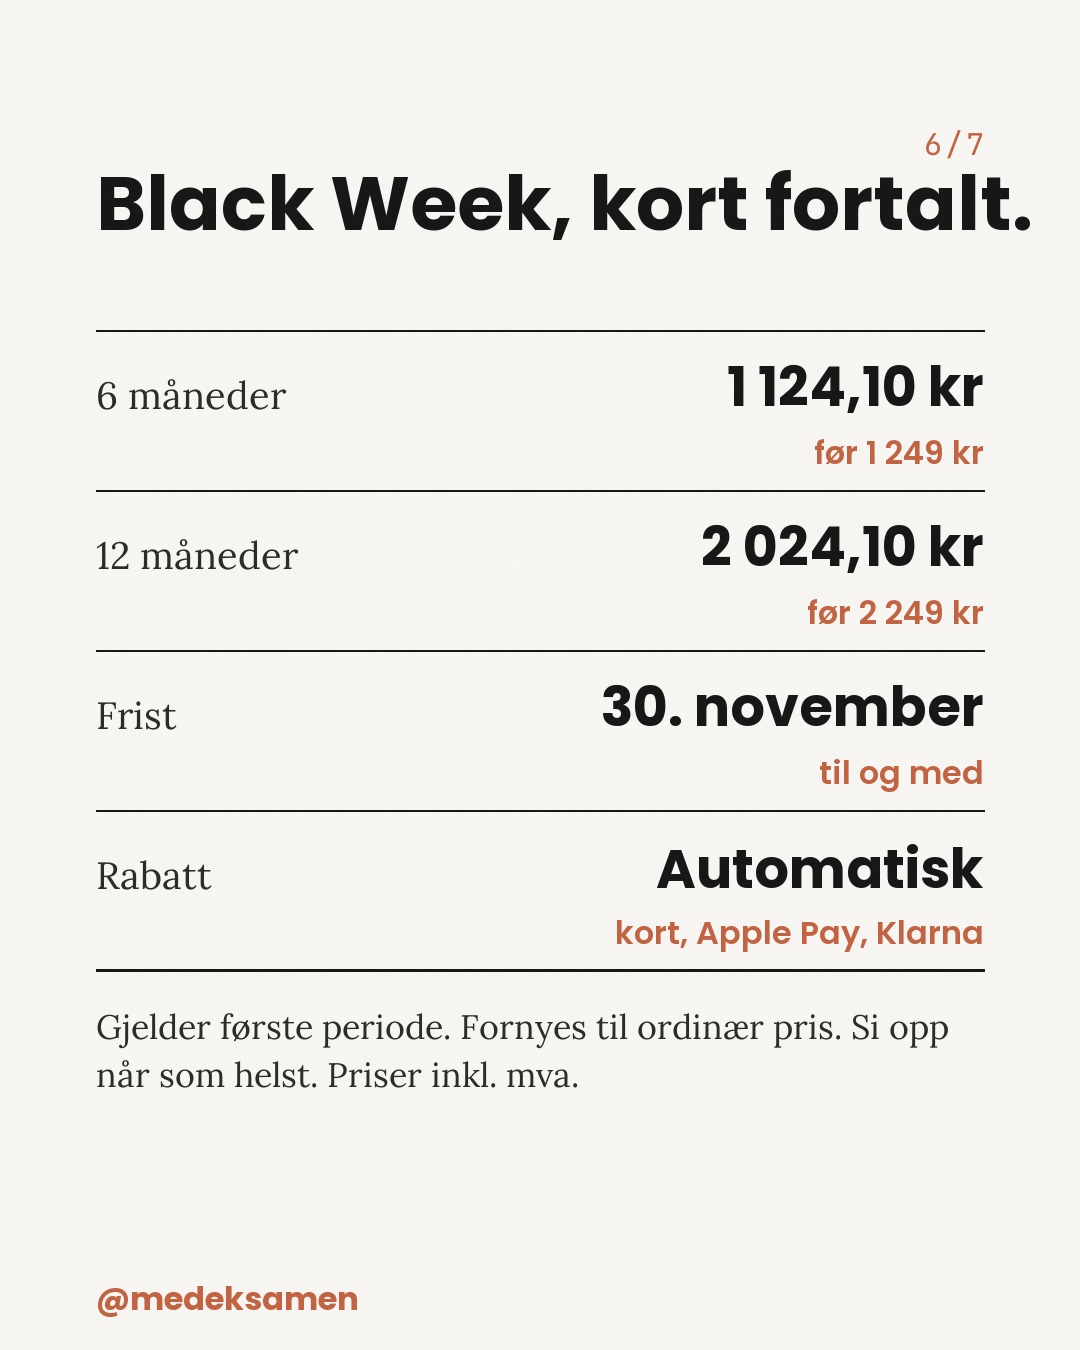 6 / 7
Black Week, kort fortalt.
6 måneder
1 124,10 kr
før 1 249 kr
12 måneder
2 024,10 kr
før 2 249 kr
Frist
30. november
til og med
Rabatt
Automatisk
kort, Apple Pay, Klarna
Gjelder første periode. Fornyes til ordinær pris. Si opp
når som helst. Priser inkl. mva.
@medeksamen